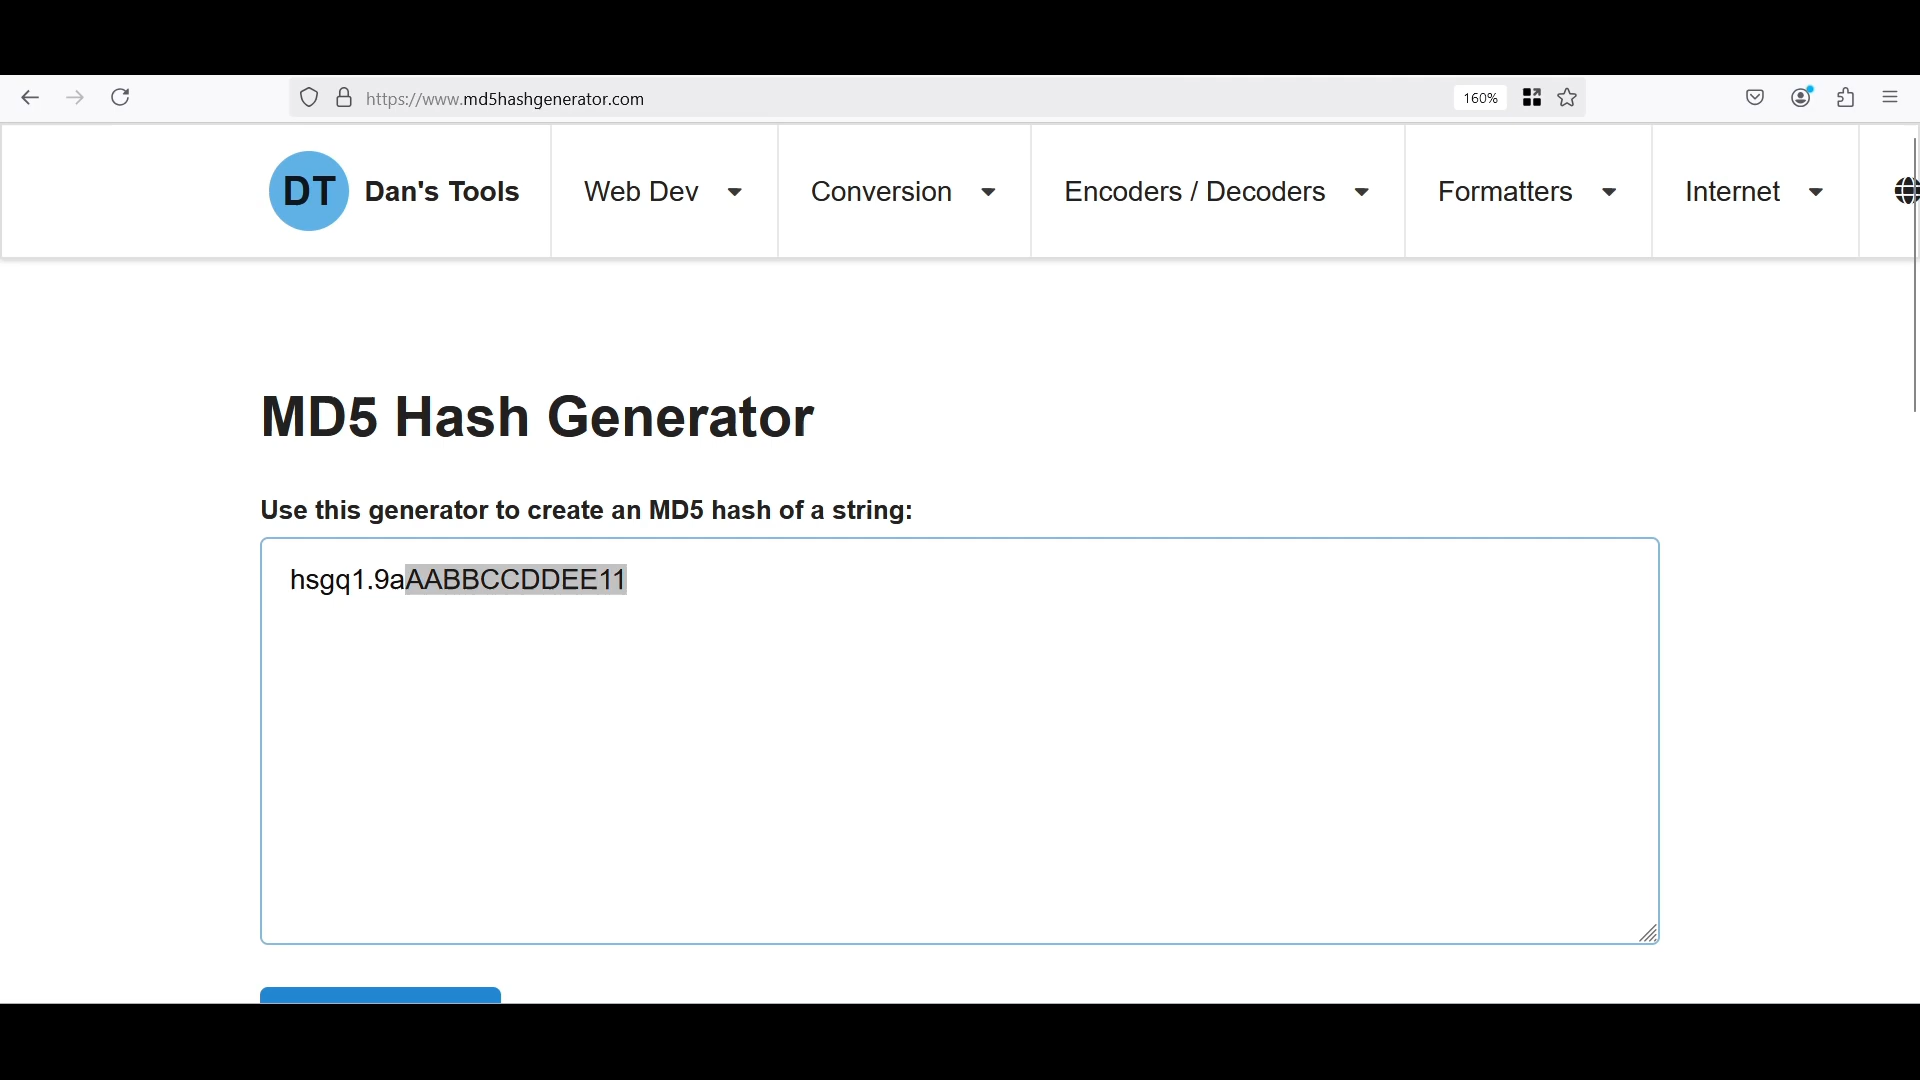 https://www.md5hashgenerator.com
160%
DT Dan's Tools
Web Dev
Conversion
Encoders / Decoders
Formatters
Internet
MD5 Hash Generator
Use this generator to create an MD5 hash of a string:
hsgq1.9aAABBCCDDEE11